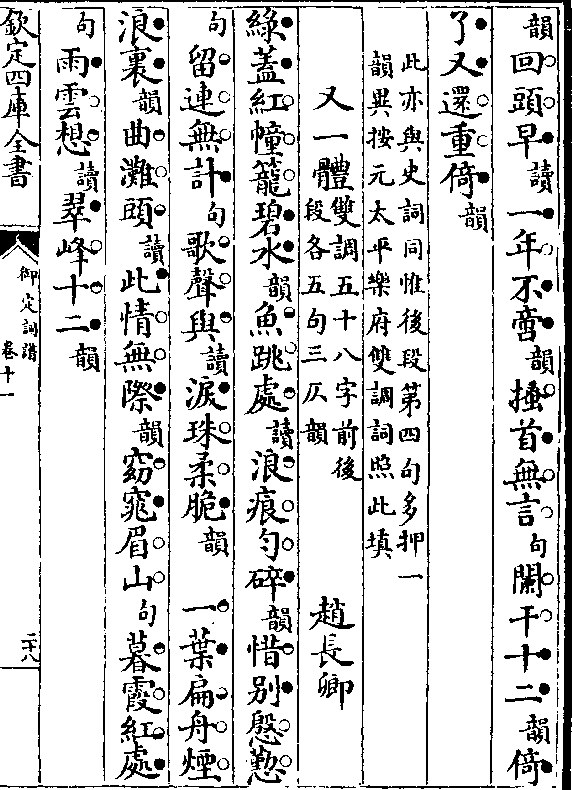 韻回頭早讀一年不啻韻搔首無言句闌干十二韻倚
了又還重倚韻
此亦與史詞同惟後段第四句多押一
韻異按元太平樂府雙調詞照此填
又一體
雙調五十八字前後
段各五句三仄韻
趙長卿
綠蓋紅幢籠碧水韻魚跳處讀浪痕勻碎韻惜别慇懃
句留連無計句歌聲與讀淚珠柔脆韻 一葉扁舟煙
浪裏韻曲灘頭讀此情無際韻窈窕眉山句暮霞紅處
句雨雲想讀翠峰十二韻
欽定四庫全書
御定詞譜
卷十一